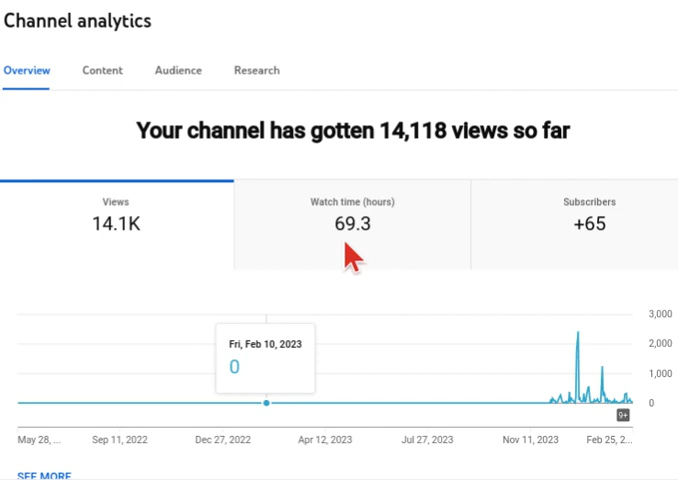 Channel analytics
Overview Content Audience Research
Your channel has gotten 14,118 views so far
Views Watch time (hours) Subscribers
14.1K 69.3 +65
3,000
Fri, Feb 10, 2023
2,000
0
1,000
0
9+
May 28, ... Sep 11, 2022 Dec 27, 2022 Apr 12, 2023 Jul 27, 2023 Nov 11, 2023 Feb 25, 2...
SEE MORE